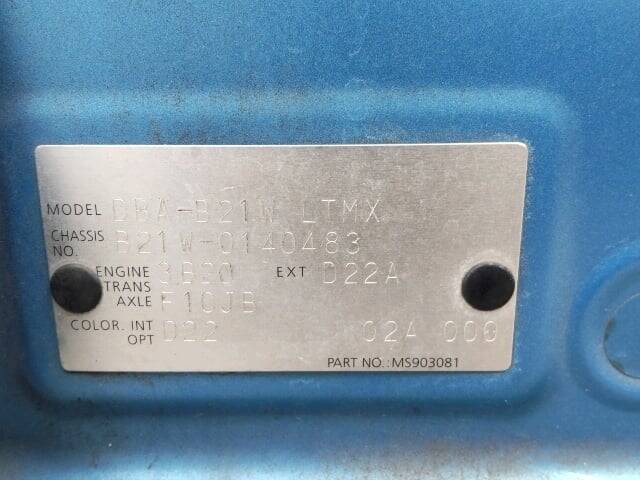 MODEL DBA-B21W LTMX
CHASSIS NO. B21W-0140483
ENGINE 3B20 EXT D22A
TRANS AXLE F1CJB
COLOR. INT OPT D22 02A 000
PART NO.: MS903081